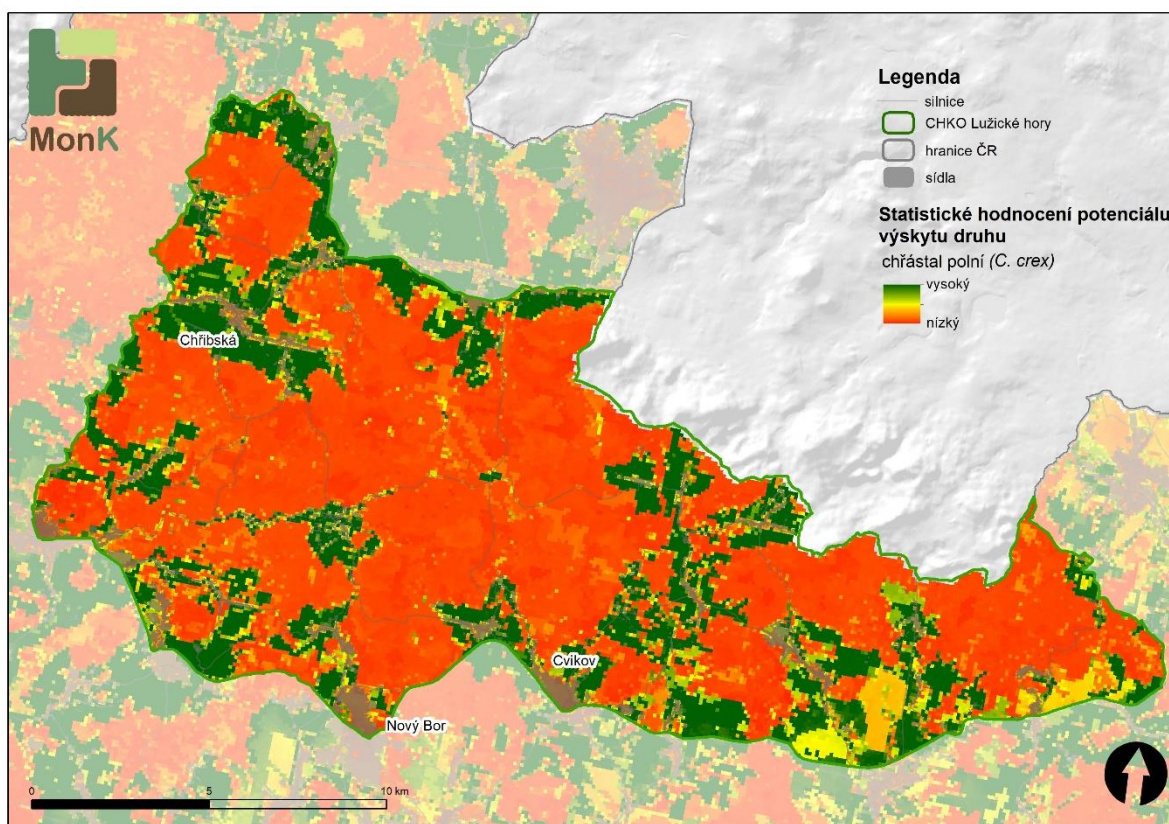 MonK
Legenda
silnice
CHKO Lužické hory
hranice ČR
sídla
Statistické hodnocení potenciálu
výskytu druhu
chřástal polní (C. crex)
vysoký
nízký
Chřibská
Cvikov
Nový Bor
0 5 10 km